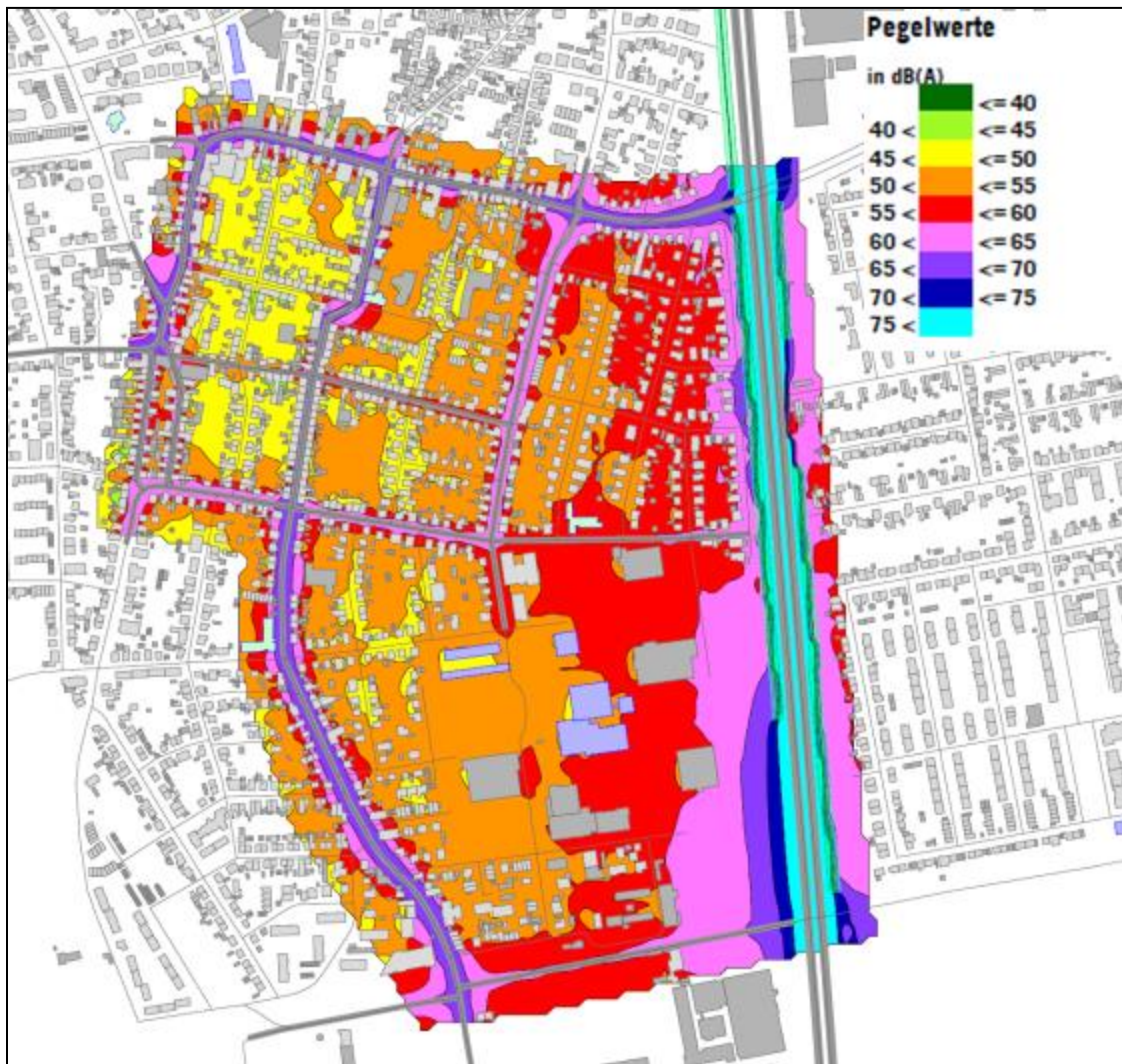 Pegelwerte
in dB(A)
<= 40
40 < <= 45
45 < <= 50
50 < <= 55
55 < <= 60
60 < <= 65
65 < <= 70
70 < <= 75
75 <